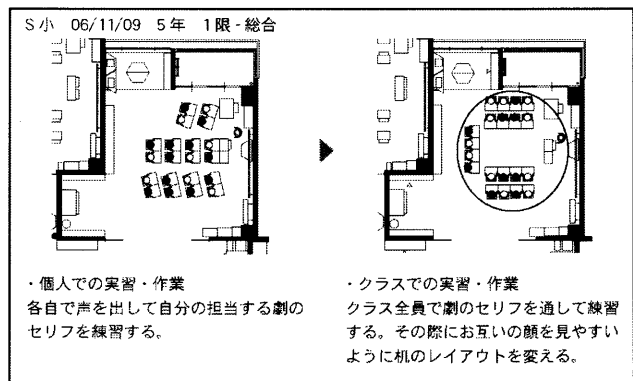 S小 06/11/09 5年 1限-総合
・個人での実習・作業
各自で声を出して自分の担当する劇の
セリフを練習する。
・クラスでの実習・作業
クラス全員で劇のセリフを通して練習
する。その際にお互いの顔を見やすい
ように机のレイアウトを変える。